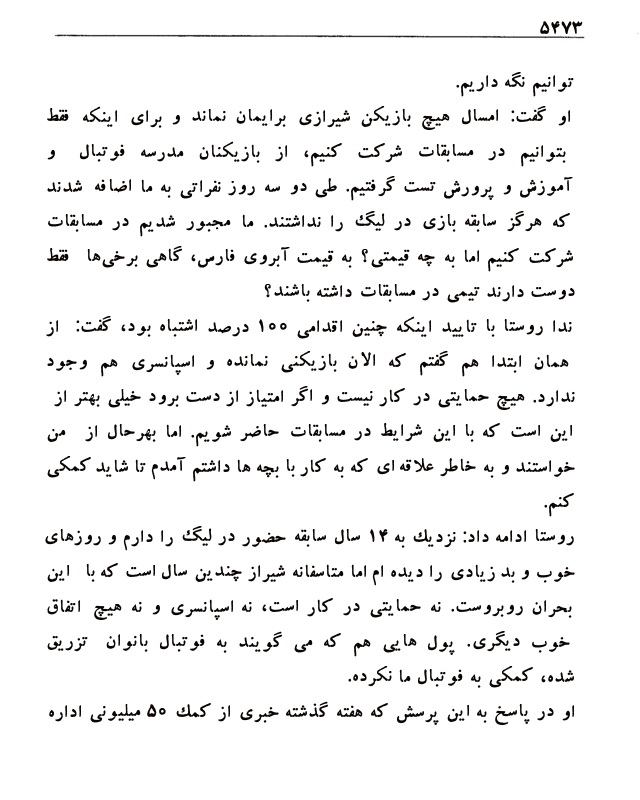 ۵۴۷۳
توانیم نگه داریم.
او گفت: امسال هیچ بازیکن شیرازی برایمان نماند و برای اینکه فقط
بتوانیم در مسابقات شرکت کنیم، از بازیکنان مدرسه فوتبال و
آموزش و پرورش تست گرفتیم. طی دو سه روز نفراتی به ما اضافه شدند
که هرگز سابقه بازی در لیگ را نداشتند. ما مجبور شدیم در مسابقات
شرکت کنیم اما به چه قیمتی؟ به قیمت آبروی فارس، گاهی برخی‌ها فقط
دوست دارند تیمی در مسابقات داشته باشند؟
ندا روستا با تایید اینکه چنین اقدامی ۱۰۰ درصد اشتباه بود، گفت: از
همان ابتدا هم گفتم که الان بازیکنی نمانده و اسپانسری هم وجود
ندارد. هیچ حمایتی در کار نیست و اگر امتیاز از دست برود خیلی بهتر از
این است که با این شرایط در مسابقات حاضر شویم. اما بهرحال از من
خواستند و به خاطر علاقه ای که به کار با بچه ها داشتم آمدم تا شاید کمکی
کنم.
روستا ادامه داد: نزدیك به ۱۴ سال سابقه حضور در لیگ را دارم و روزهای
خوب و بد زیادی را دیده ام اما متاسفانه شیراز چندین سال است که با این
بحران روبروست. نه حمایتی در کار است، نه اسپانسری و نه هیچ اتفاق
خوب دیگری. پول هایی هم که می گویند به فوتبال بانوان تزریق
شده، کمکی به فوتبال ما نکرده.
او در پاسخ به این پرسش که هفته گذشته خبری از کمك ۵۰ میلیونی اداره